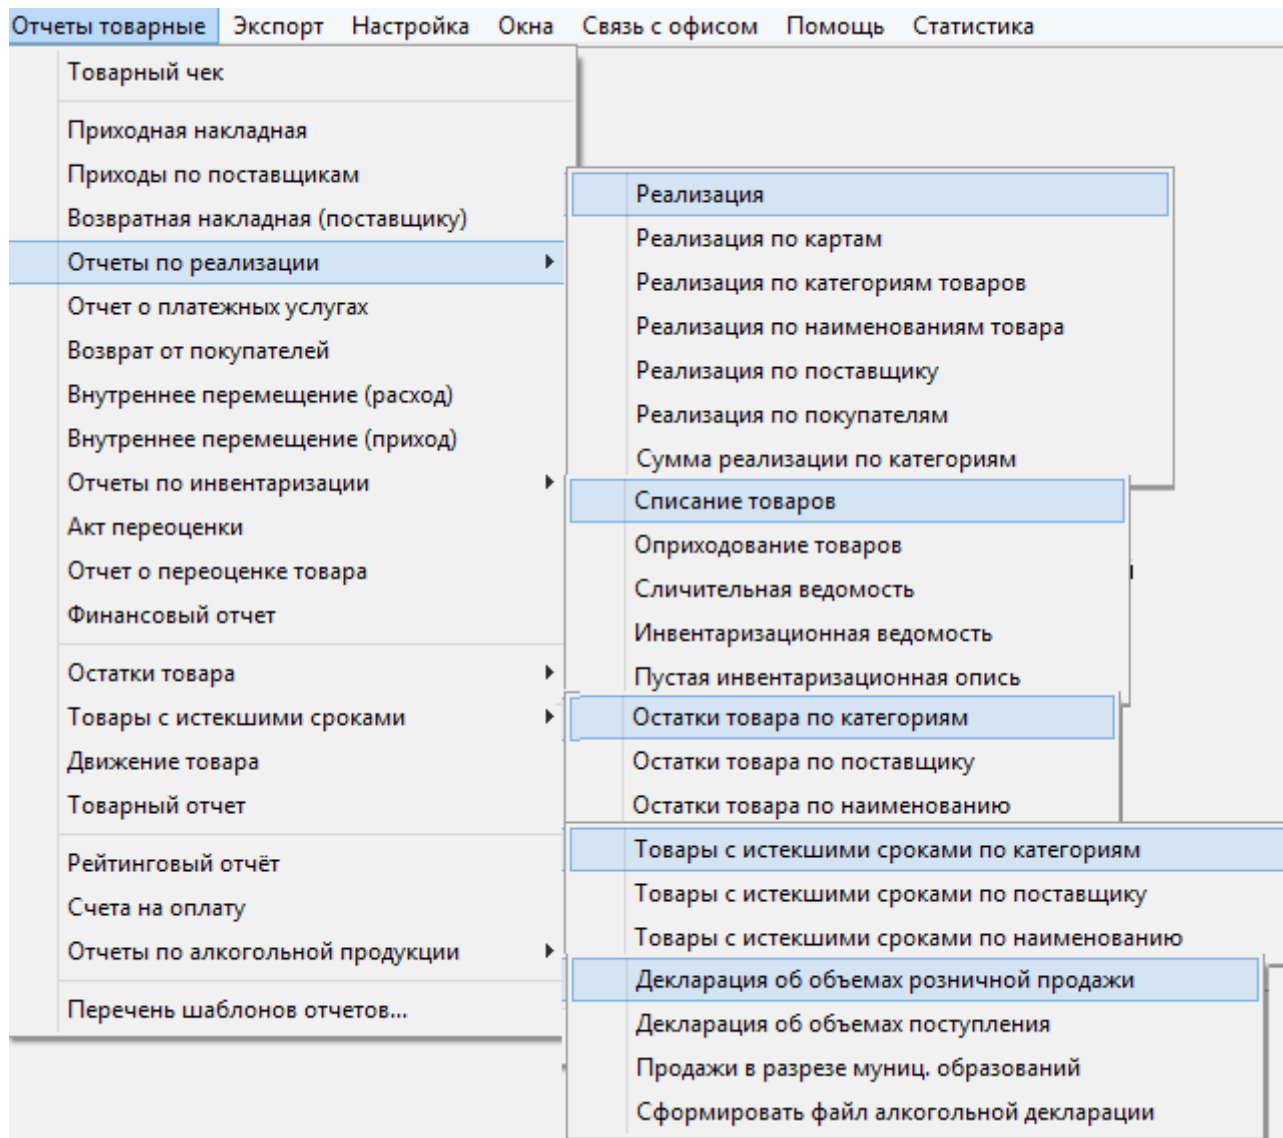 Отчеты товарные Экспорт Настройка Окна Связь с офисом Помощь Статистика
Товарный чек
Приходная накладная
Приходы по поставщикам
Возвратная накладная (поставщику)
Отчеты по реализации
Отчет о платежных услугах
Возврат от покупателей
Внутреннее перемещение (расход)
Внутреннее перемещение (приход)
Отчеты по инвентаризации
Акт переоценки
Отчет о переоценке товара
Финансовый отчет
Остатки товара
Товары с истекшими сроками
Движение товара
Товарный отчет
Рейтинговый отчёт
Счета на оплату
Отчеты по алкогольной продукции
Перечень шаблонов отчетов...
Реализация
Реализация по картам
Реализация по категориям товаров
Реализация по наименованиям товара
Реализация по поставщику
Реализация по покупателям
Сумма реализации по категориям
Списание товаров
Оприходование товаров
Сличительная ведомость
Инвентаризационная ведомость
Пустая инвентаризационная опись
Остатки товара по категориям
Остатки товара по поставщику
Остатки товара по наименованию
Товары с истекшими сроками по категориям
Товары с истекшими сроками по поставщику
Товары с истекшими сроками по наименованию
Декларация об объемах розничной продажи
Декларация об объемах поступления
Продажи в разрезе муниц. образований
Сформировать файл алкогольной декларации